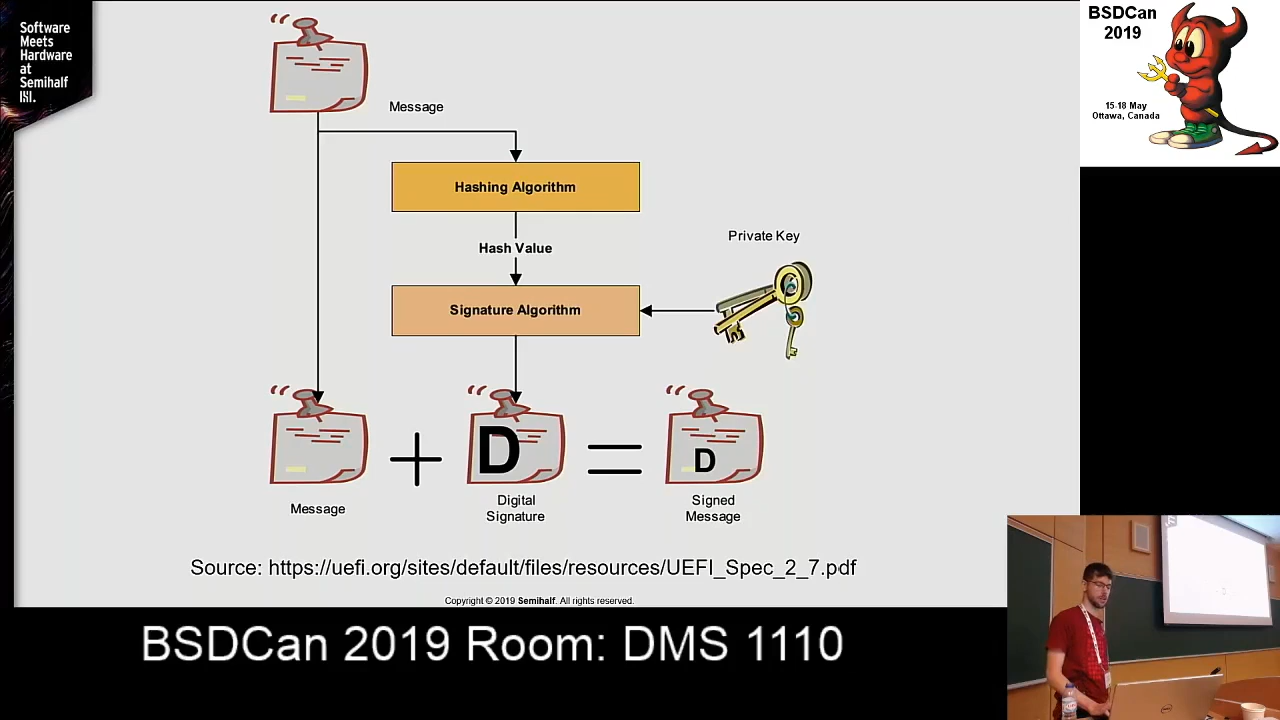 Software
Meets
Hardware
at
Semihalf
BSDCan
2019
15-18 May
Ottawa, Canada
Message
Hashing Algorithm
Hash Value
Private Key
Signature Algorithm
D
D
Message
Digital
Signature
Signed
Message
Source: https://uefi.org/sites/default/files/resources/UEFI_Spec_2_7.pdf
Copyright © 2019 Semihalf. All rights reserved.
BSDCan 2019 Room: DMS 1110